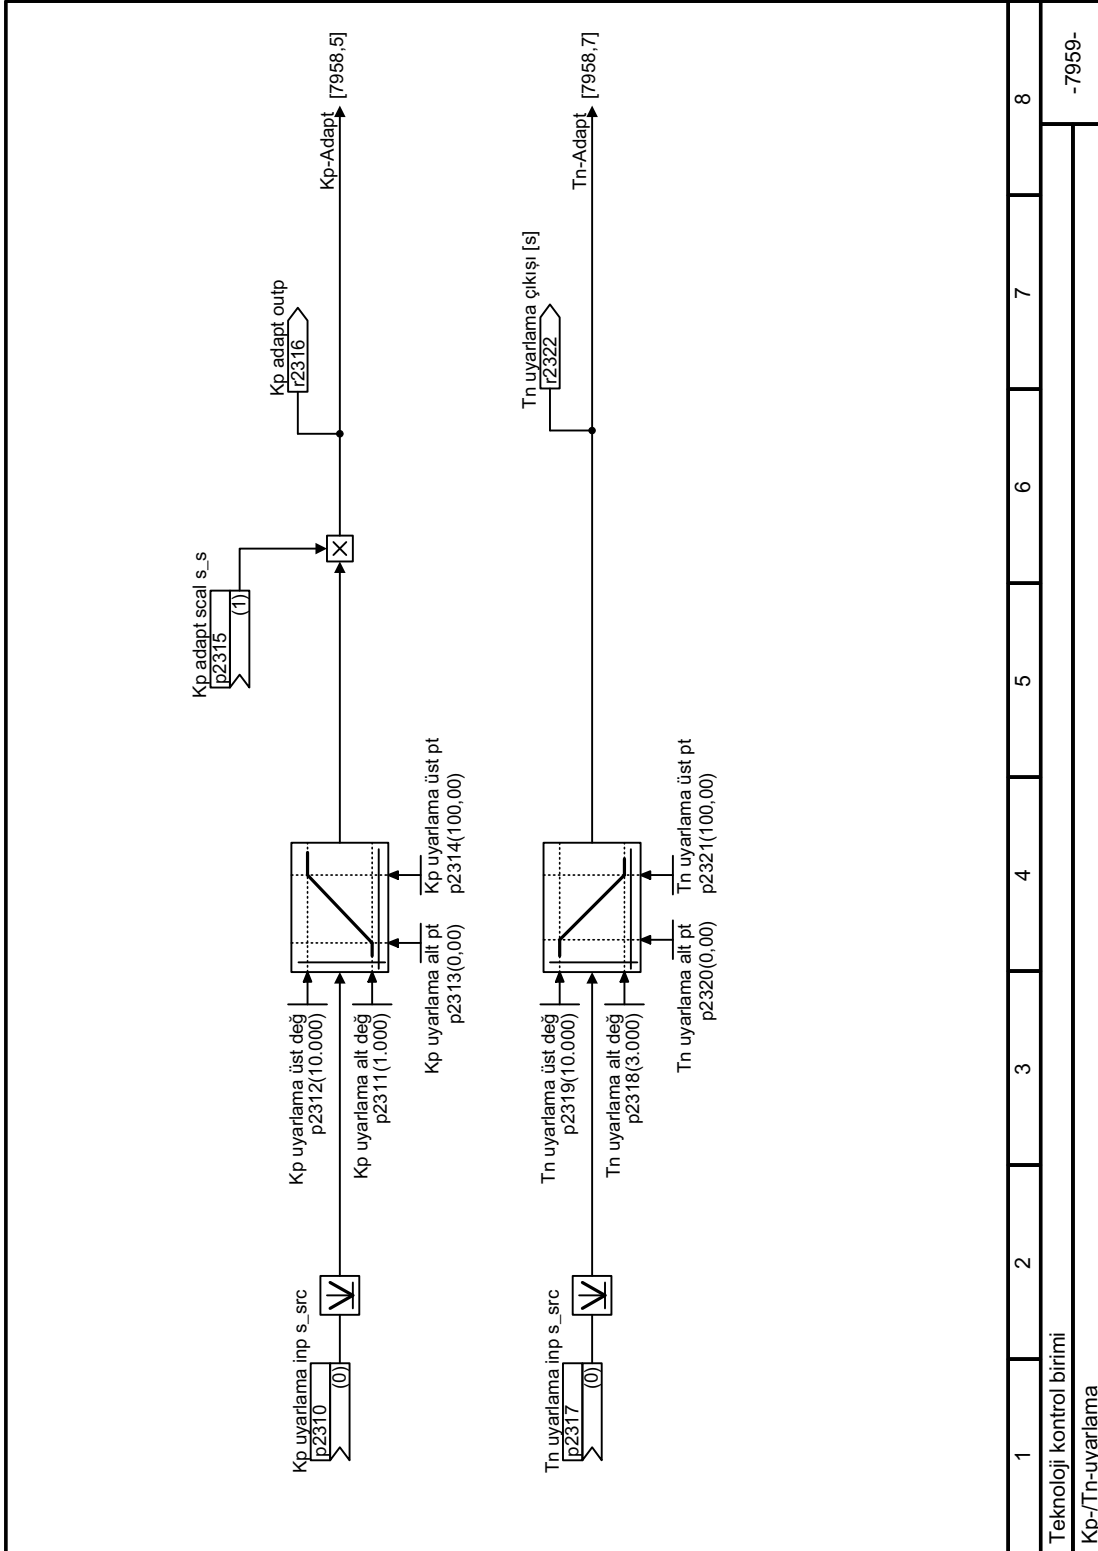 Kp uyarlama inp s_src
p2310
(0)
Kp uyarlama üst değ
p2312(10.000)
Kp uyarlama alt değ
p2311(1.000)
Kp uyarlama alt pt
p2313(0,00)
Kp uyarlama üst pt
p2314(100,00)
Kp adapt scal s_s
p2315
(1)
Kp adapt outp
r2316
Kp-Adapt
[7958,5]
Tn uyarlama inp s_src
p2317
(0)
Tn uyarlama üst değ
p2319(10.000)
Tn uyarlama alt değ
p2318(3.000)
Tn uyarlama alt pt
p2320(0,00)
Tn uyarlama üst pt
p2321(100,00)
Tn uyarlama çıkışı [s]
r2322
Tn-Adapt
[7958,7]
1 2 3 4 5 6 7 8
Teknoloji kontrol birimi
-7959-
Kp-/Tn-uyarlama